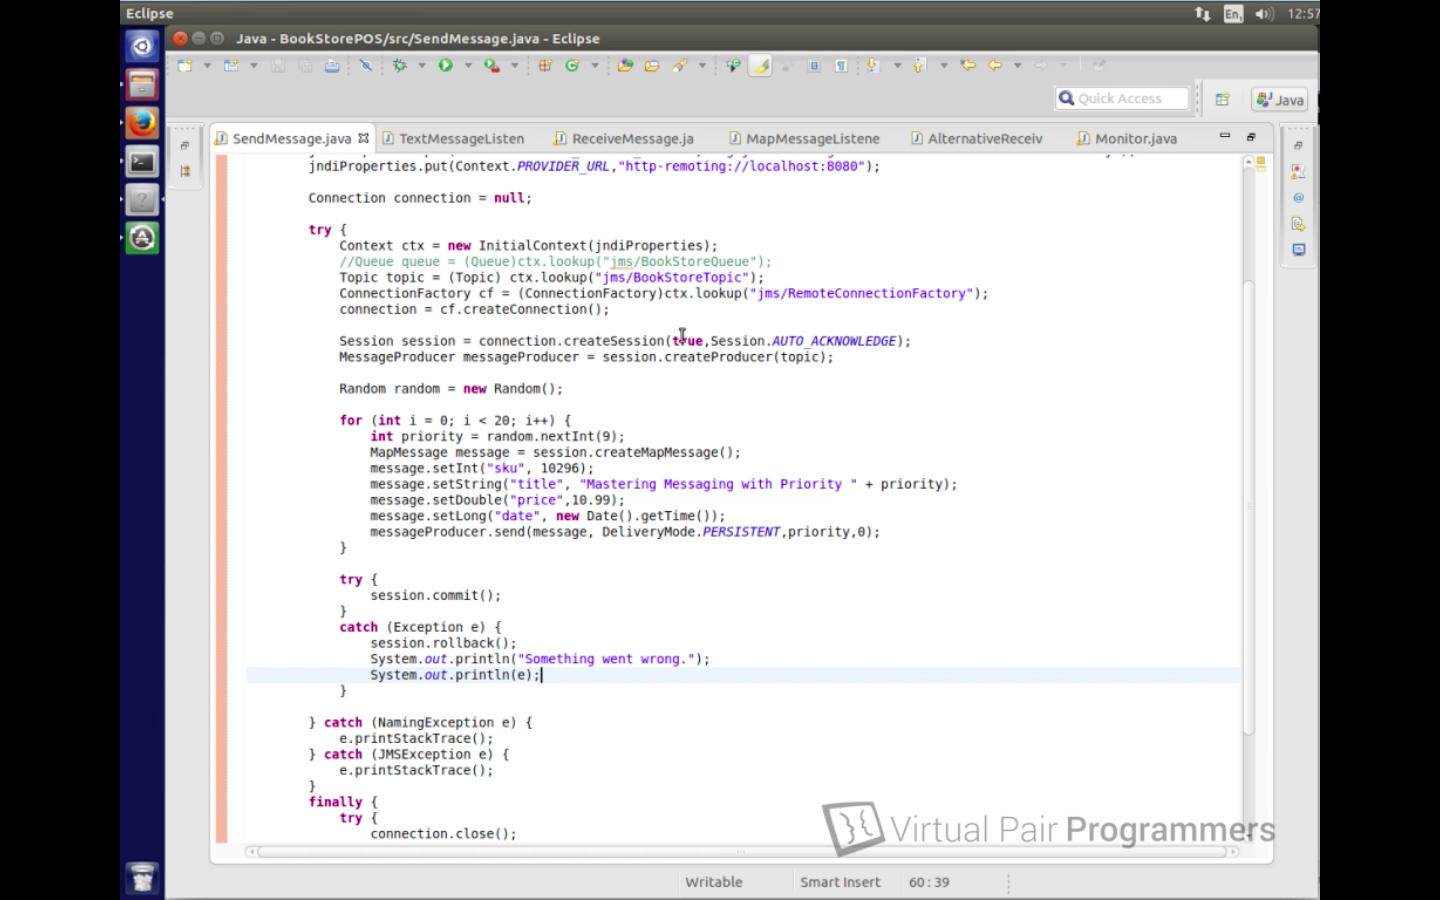 Eclipse
En1
12:57
Java - BookStorePOS/src/SendMessage.java - Eclipse
Quick Access
Java
SendMessage.java
TextMessageListen
ReceiveMessage.ja
MapMessageListene
AlternativeReceiv
Monitor.java
jndiProperties.put(Context.PROVIDER_URL,"http-remoting://localhost:8080");
Connection connection = null;
try {
Context ctx = new InitialContext(jndiProperties);
//Queue queue = (Queue)ctx.lookup("jms/BookStoreQueue");
Topic topic = (Topic) ctx.lookup("jms/BookStoreTopic");
ConnectionFactory cf = (ConnectionFactory)ctx.lookup("jms/RemoteConnectionFactory");
connection = cf.createConnection();
Session session = connection.createSession(true,Session.AUTO_ACKNOWLEDGE);
MessageProducer messageProducer = session.createProducer(topic);
Random random = new Random();
for (int i = 0; i < 20; i++) {
int priority = random.nextInt(9);
MapMessage message = session.createMapMessage();
message.setInt("sku", 10296);
message.setString("title", "Mastering Messaging with Priority " + priority);
message.setDouble("price",10.99);
message.setLong("date", new Date().getTime());
messageProducer.send(message, DeliveryMode.PERSISTENT,priority,0);
}
try {
session.commit();
}
catch (Exception e) {
session.rollback();
System.out.println("Something went wrong.");
System.out.println(e);
}
} catch (NamingException e) {
e.printStackTrace();
} catch (JMSException e) {
e.printStackTrace();
}
finally {
try {
connection.close();
Virtual Pair Programmers
Writable
Smart Insert
60:39